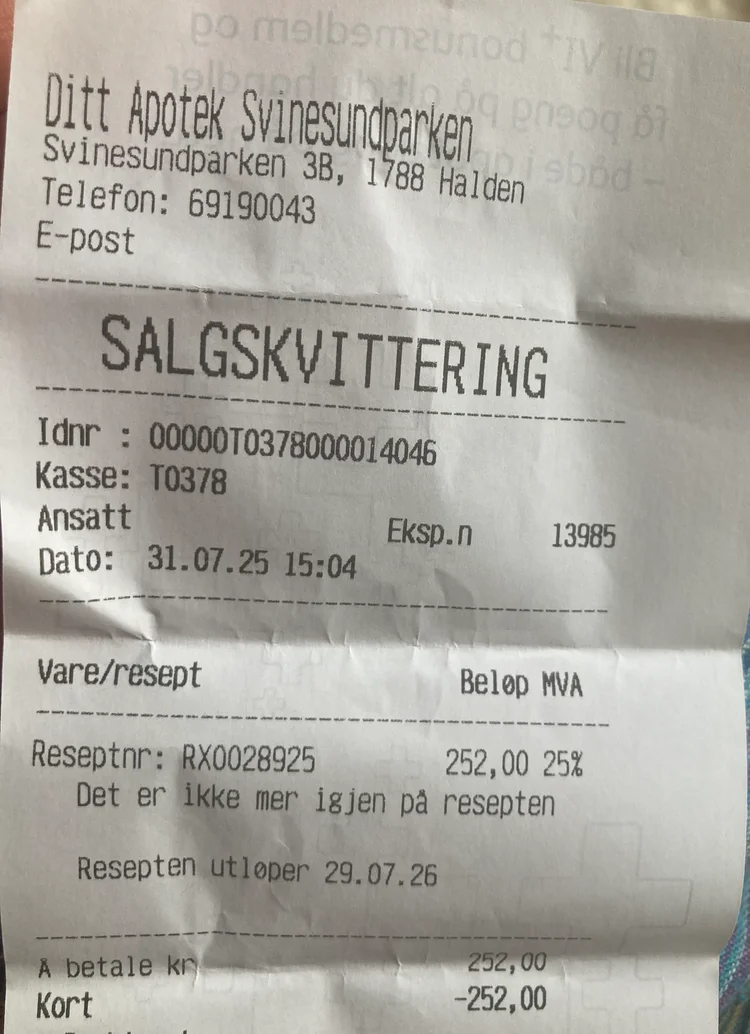 Ditt Apotek Svinesundparken
Svinesundparken 3B, 1788 Halden
Telefon: 69190043
E-post
SALGSKVITTERING
Idnr : 00000T0378000014046
Kasse: T0378
Ansatt Eksp.n 13985
Dato: 31.07.25 15:04
Vare/resept Beløp MVA
Reseptnr: RX0028925 252,00 25%
Det er ikke mer igjen på resepten
Resepten utløper 29.07.26
Å betale kr 252,00
Kort -252,00